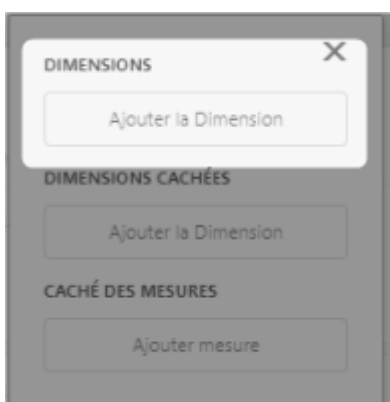 DIMENSIONS
Ajouter la Dimension
DIMENSIONS CACHÉES
Ajouter la Dimension
CACHÉ DES MESURES
Ajouter mesure